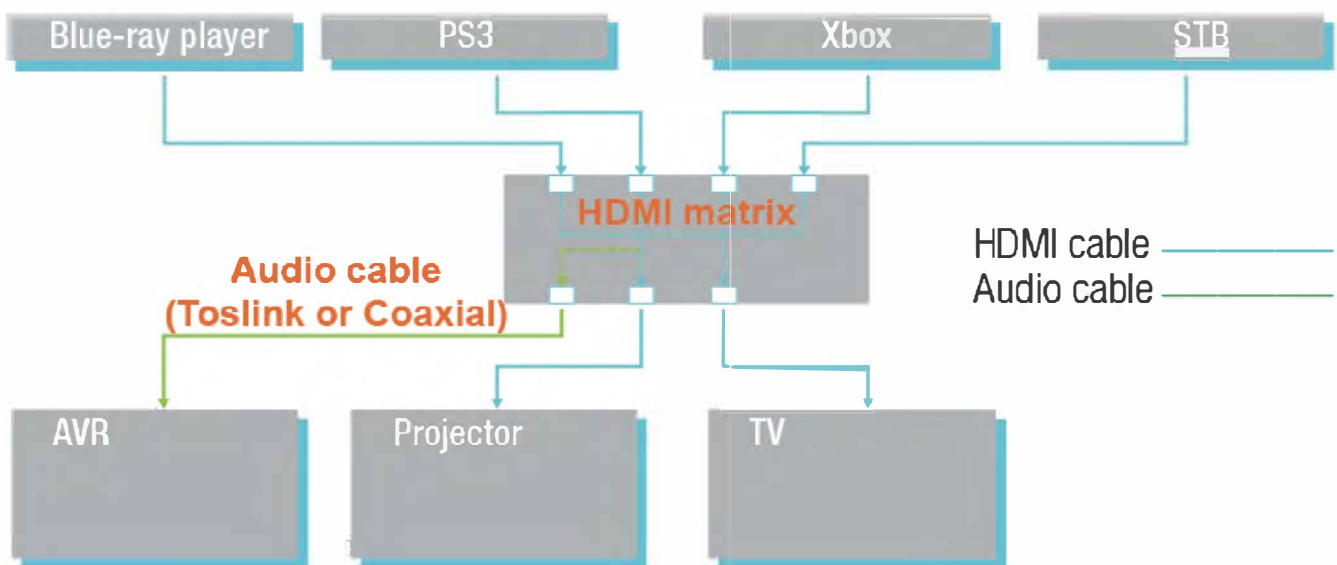 Blue-ray player
PS3
Xbox
STB
HDMI matrix
Audio cable
(Toslink or Coaxial)
HDMI cable
Audio cable
AVR
Projector
TV